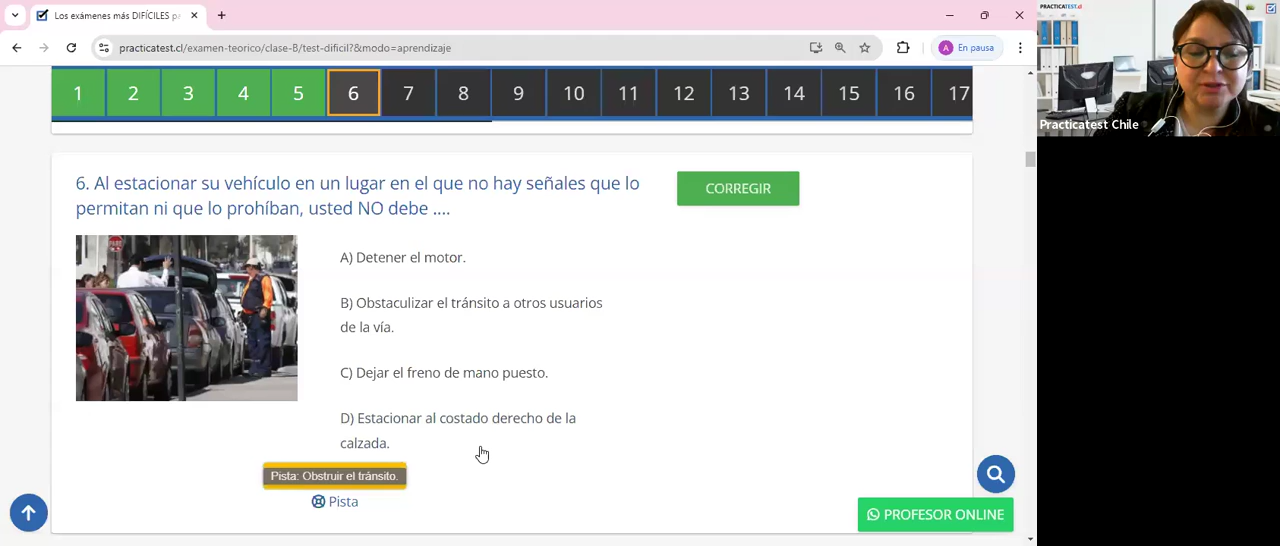 Los exámenes más DIFÍCILES pa
practicatest.cl/examen-teorico/clase-B/test-dificil?&modo=aprendizaje
A
En pausa
1 2 3 4 5 6 7 8 9 10 11 12 13 14 15 16 17
6. Al estacionar su vehículo en un lugar en el que no hay señales que lo
permitan ni que lo prohíban, usted NO debe ....
CORREGIR
PARE
A) Detener el motor.
B) Obstaculizar el tránsito a otros usuarios
de la vía.
C) Dejar el freno de mano puesto.
D) Estacionar al costado derecho de la
calzada.
Pista: Obstruir el tránsito.
Pista
PROFESOR ONLINE
PRACTICATEST.cl
Practicatest Chile